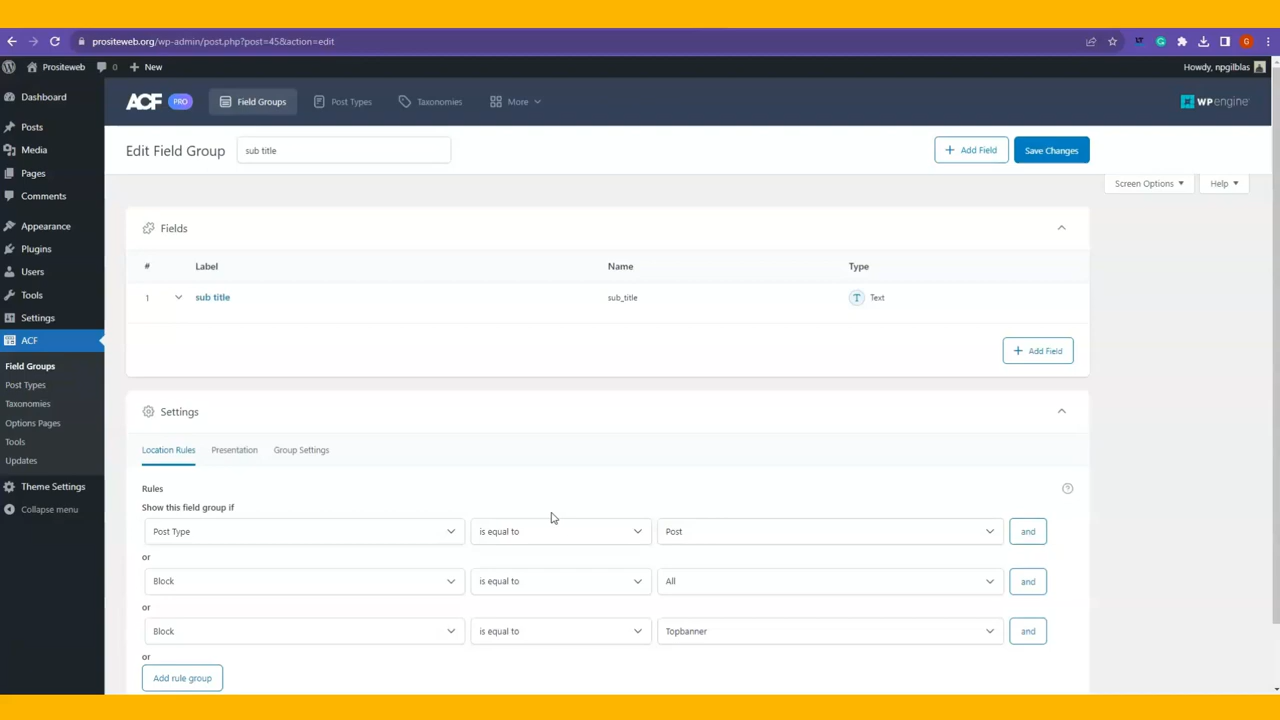 prositeweb.org/wp-admin/post.php?post=45&action=edit
G
Prositeweb 0 New Howdy, npgilblas
Dashboard
Posts
Media
Pages
Comments
Appearance
Plugins
Users
Tools
Settings
ACF
Field Groups
Post Types
Taxonomies
Options Pages
Tools
Updates
Theme Settings
Collapse menu
ACF PRO Field Groups Post Types Taxonomies More WP engine
Edit Field Group sub title + Add Field Save Changes
Screen Options Help
Fields
# Label Name Type
1 sub title sub_title T Text
+ Add Field
Settings
Location Rules Presentation Group Settings
Rules ?
Show this field group if
Post Type is equal to Post and
or
Block is equal to All and
or
Block is equal to Topbanner and
or
Add rule group